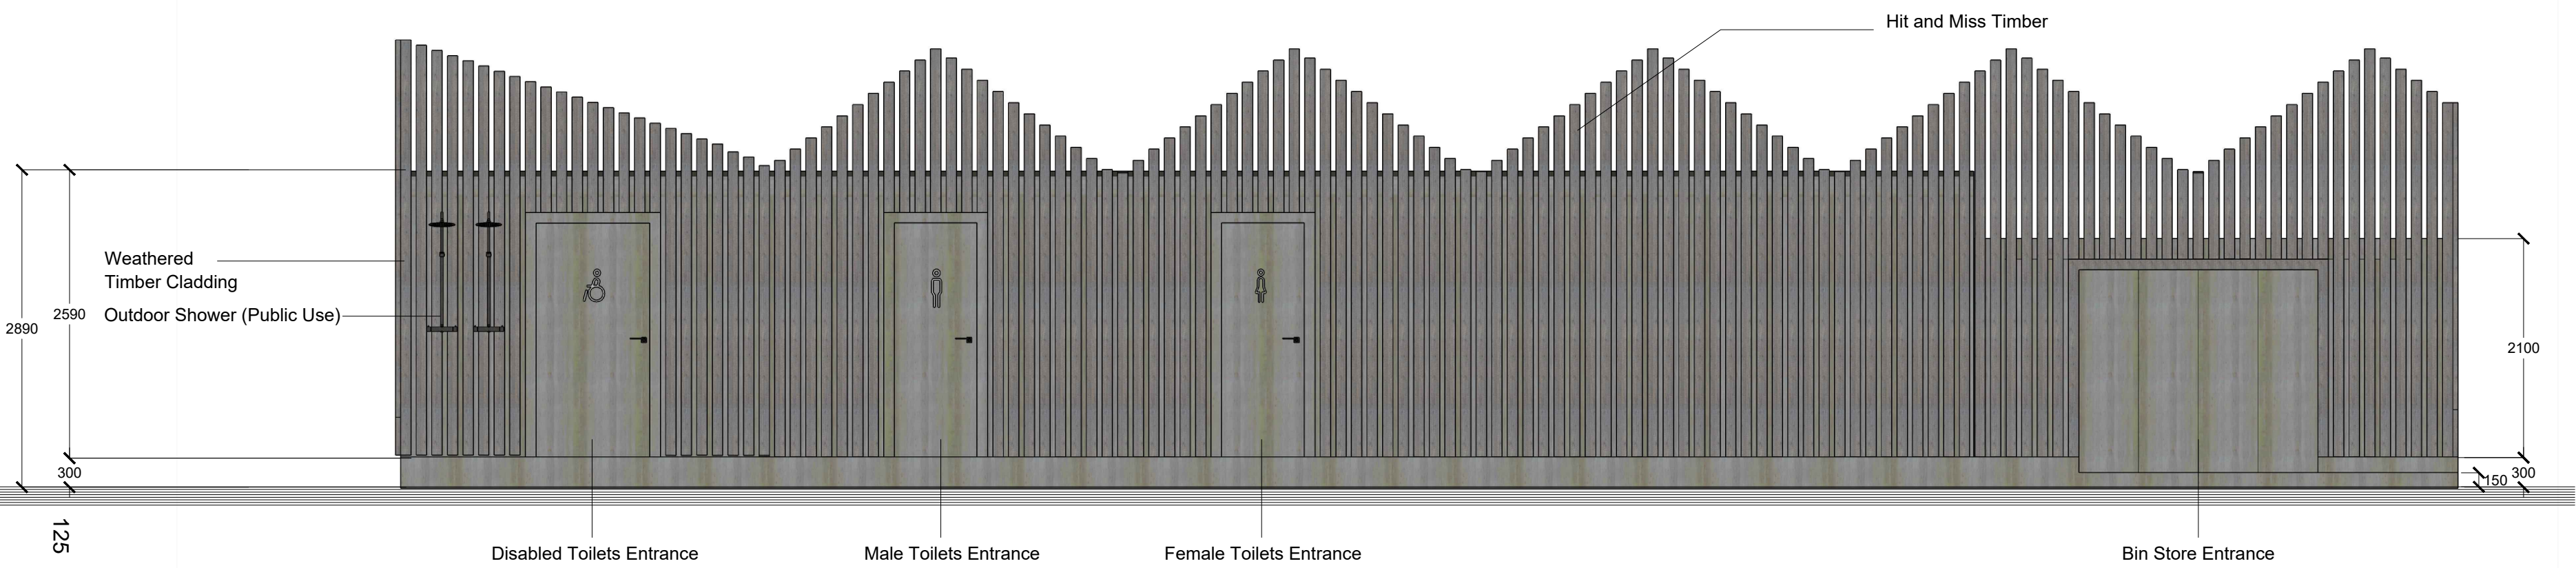 Hit and Miss Timber
Weathered
Timber Cladding
Outdoor Shower (Public Use)
2890
2590
300
125
2100
150
300
Disabled Toilets Entrance
Male Toilets Entrance
Female Toilets Entrance
Bin Store Entrance